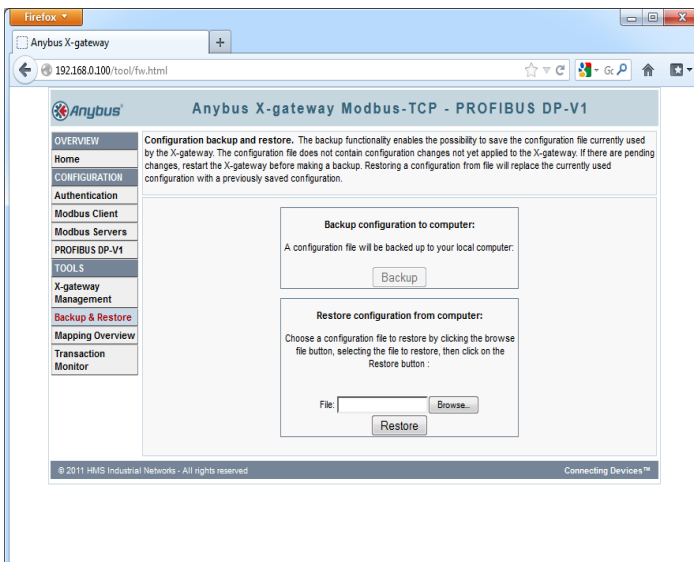 Firefox
Anybus X-gateway
192.168.0.100/tool/fw.html
Anybus
Anybus X-gateway Modbus-TCP - PROFIBUS DP-V1
OVERVIEW
Home
CONFIGURATION
Authentication
Modbus Client
Modbus Servers
PROFIBUS DP-V1
TOOLS
X-gateway
Management
Backup & Restore
Mapping Overview
Transaction
Monitor
Configuration backup and restore. The backup functionality enables the possibility to save the configuration file currently used
by the X-gateway. The configuration file does not contain configuration changes not yet applied to the X-gateway. If there are pending
changes, restart the X-gateway before making a backup. Restoring a configuration from file will replace the currently used
configuration with a previously saved configuration.
Backup configuration to computer:
A configuration file will be backed up to your local computer:
Backup
Restore configuration from computer:
Choose a configuration file to restore by clicking the browse
file button, selecting the file to restore, then click on the
Restore button :
File:
Browse...
Restore
© 2011 HMS Industrial Networks - All rights reserved
Connecting Devices™